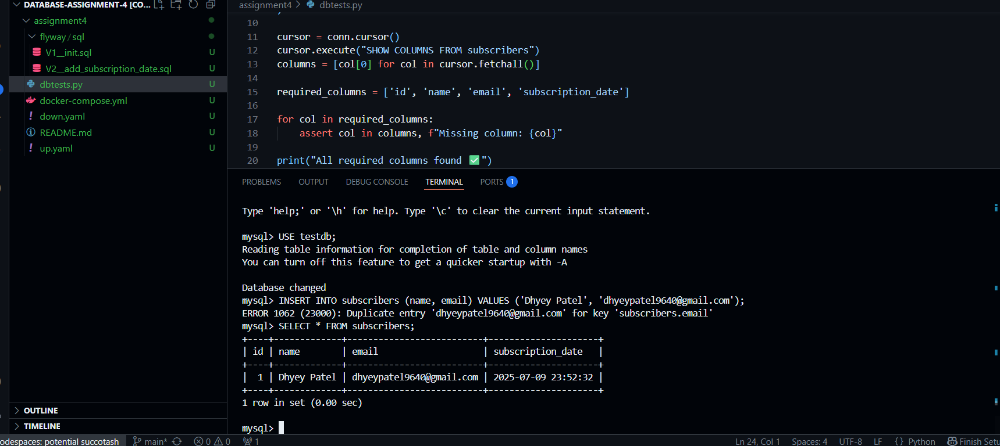 DATABASE-ASSIGNMENT-4 [CO...
assignment4
flyway / sql
V1__init.sql U
V2__add_subscription_date.sql U
dbtests.py U
docker-compose.yml U
! down.yaml U
README.md U
! up.yaml U
OUTLINE
TIMELINE
assignment4 > dbtests.py
10 )
11 cursor = conn.cursor()
12 cursor.execute("SHOW COLUMNS FROM subscribers")
13 columns = [col[0] for col in cursor.fetchall()]
14
15 required_columns = ['id', 'name', 'email', 'subscription_date']
16
17 for col in required_columns:
18 assert col in columns, f"Missing column: {col}"
19
20 print("All required columns found ✅")
PROBLEMS OUTPUT DEBUG CONSOLE TERMINAL PORTS 1
Type 'help;' or '\h' for help. Type '\c' to clear the current input statement.
mysql> USE testdb;
Reading table information for completion of table and column names
You can turn off this feature to get a quicker startup with -A
Database changed
mysql> INSERT INTO subscribers (name, email) VALUES ('Dhyey Patel', 'dhyeypatel9640@gmail.com');
ERROR 1062 (23000): Duplicate entry 'dhyeypatel9640@gmail.com' for key 'subscribers.email'
mysql> SELECT * FROM subscribers;
+----+-------------+--------------------------+---------------------+
| id | name | email | subscription_date |
+----+-------------+--------------------------+---------------------+
| 1 | Dhyey Patel | dhyeypatel9640@gmail.com | 2025-07-09 23:52:32 |
+----+-------------+--------------------------+---------------------+
1 row in set (0.00 sec)
mysql>
odespaces: potential succotash main* 0 0 1 Ln 24, Col 1 Spaces: 4 UTF-8 LF {} Python Finish Setu